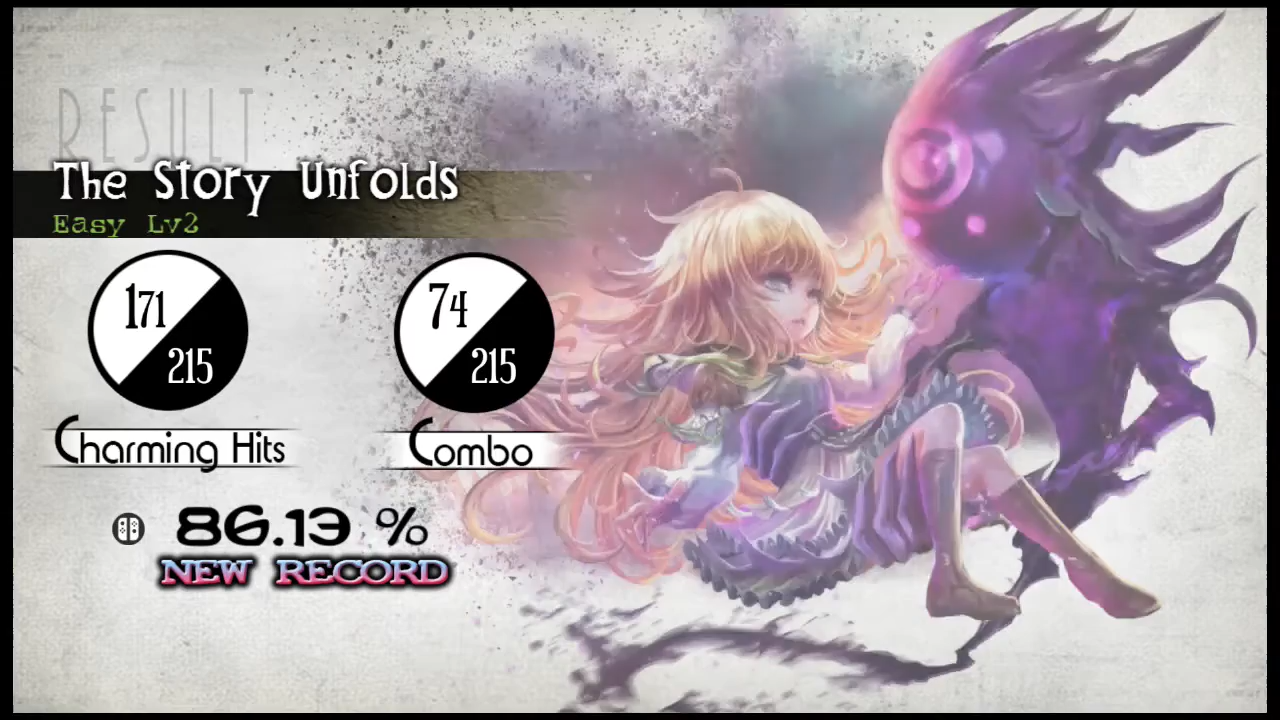 RESULT
The Story Unfolds
Easy Lv2
171
215
Charming Hits
74
215
Combo
86.13 %
NEW RECORD